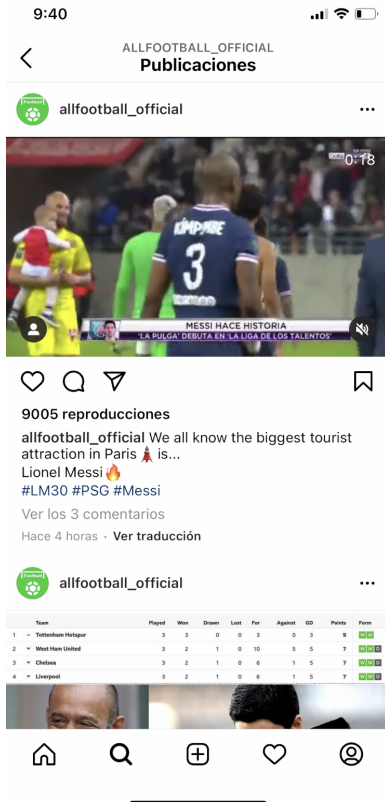 9:40
ALLFOOTBALL_OFFICIAL
Publicaciones
Football
allfootball_official
0:18
KIMPEMBE
3
MESSI HACE HISTORIA
'LA PULGA' DEBUTA EN 'LA LIGA DE LOS TALENTOS'
9005 reproducciones
allfootball_official We all know the biggest tourist
attraction in Paris🗼is...
Lionel Messi🔥
#LM30 #PSG #Messi
Ver los 3 comentarios
Hace 4 horas · Ver traducción
Football
allfootball_official
Team Played Won Drawn Lost For Against GD Points Form
1 Tottenham Hotspur 3 3 0 0 3 0 3 9 W W
2 West Ham United 3 2 1 0 10 5 5 7 W W D
3 Chelsea 3 2 1 0 6 1 5 7 W W D
4 Liverpool 3 2 1 0 6 1 5 7 W W D